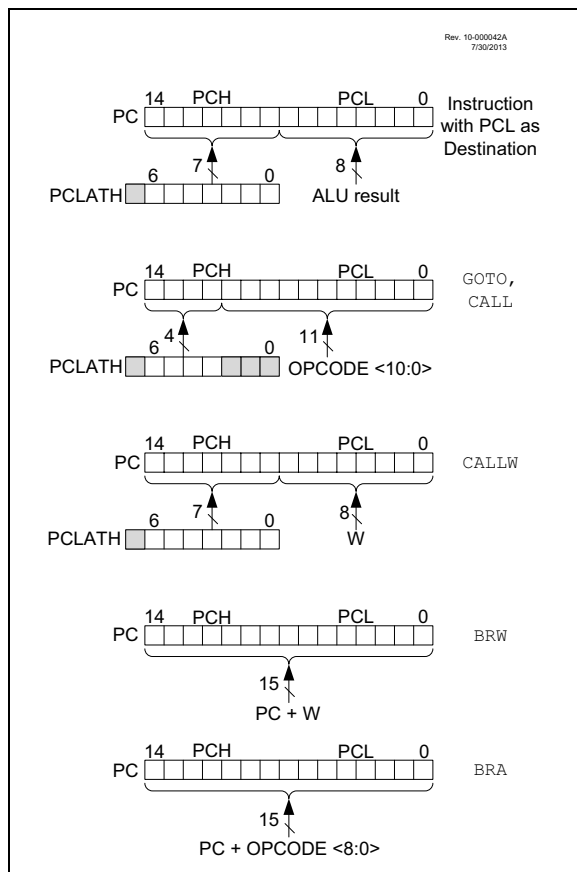 Rev. 10-000042A
7/30/2013
14 PCH PCL 0
PC
Instruction
with PCL as
Destination
7 8
6 0
PCLATH
ALU result
14 PCH PCL 0
PC
GOTO,
CALL
4 11
6 0
PCLATH
OPCODE <10:0>
14 PCH PCL 0
PC
CALLW
7 8
6 0
PCLATH
W
14 PCH PCL 0
PC
BRW
15
PC + W
14 PCH PCL 0
PC
BRA
15
PC + OPCODE <8:0>